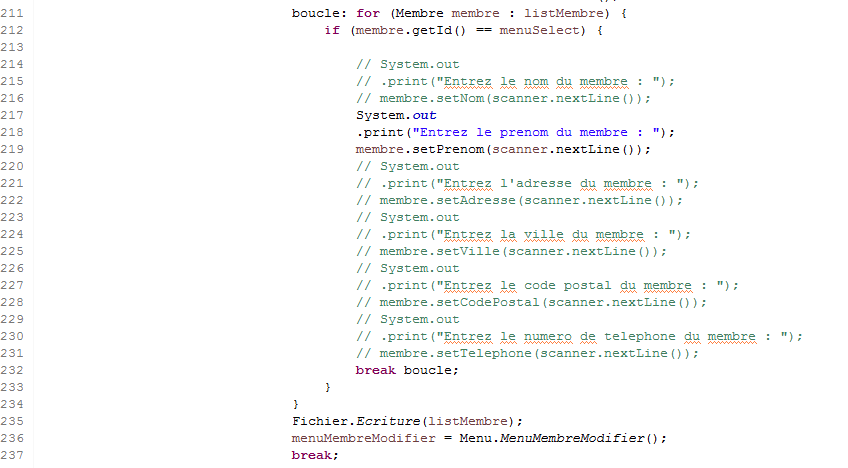 211 boucle: for (Membre membre : listMembre) {
212 if (membre.getId() == menuSelect) {
213
214 // System.out
215 // .print("Entrez le nom du membre : ");
216 // membre.setNom(scanner.nextLine());
217 System.out
218 .print("Entrez le prenom du membre : ");
219 membre.setPrenom(scanner.nextLine());
220 // System.out
221 // .print("Entrez l'adresse du membre : ");
222 // membre.setAdresse(scanner.nextLine());
223 // System.out
224 // .print("Entrez la ville du membre : ");
225 // membre.setVille(scanner.nextLine());
226 // System.out
227 // .print("Entrez le code postal du membre : ");
228 // membre.setCodePostal(scanner.nextLine());
229 // System.out
230 // .print("Entrez le numero de telephone du membre : ");
231 // membre.setTelephone(scanner.nextLine());
232 break boucle;
233 }
234 }
235 Fichier.Ecriture(listMembre);
236 menuMembreModifier = Menu.MenuMembreModifier();
237 break;